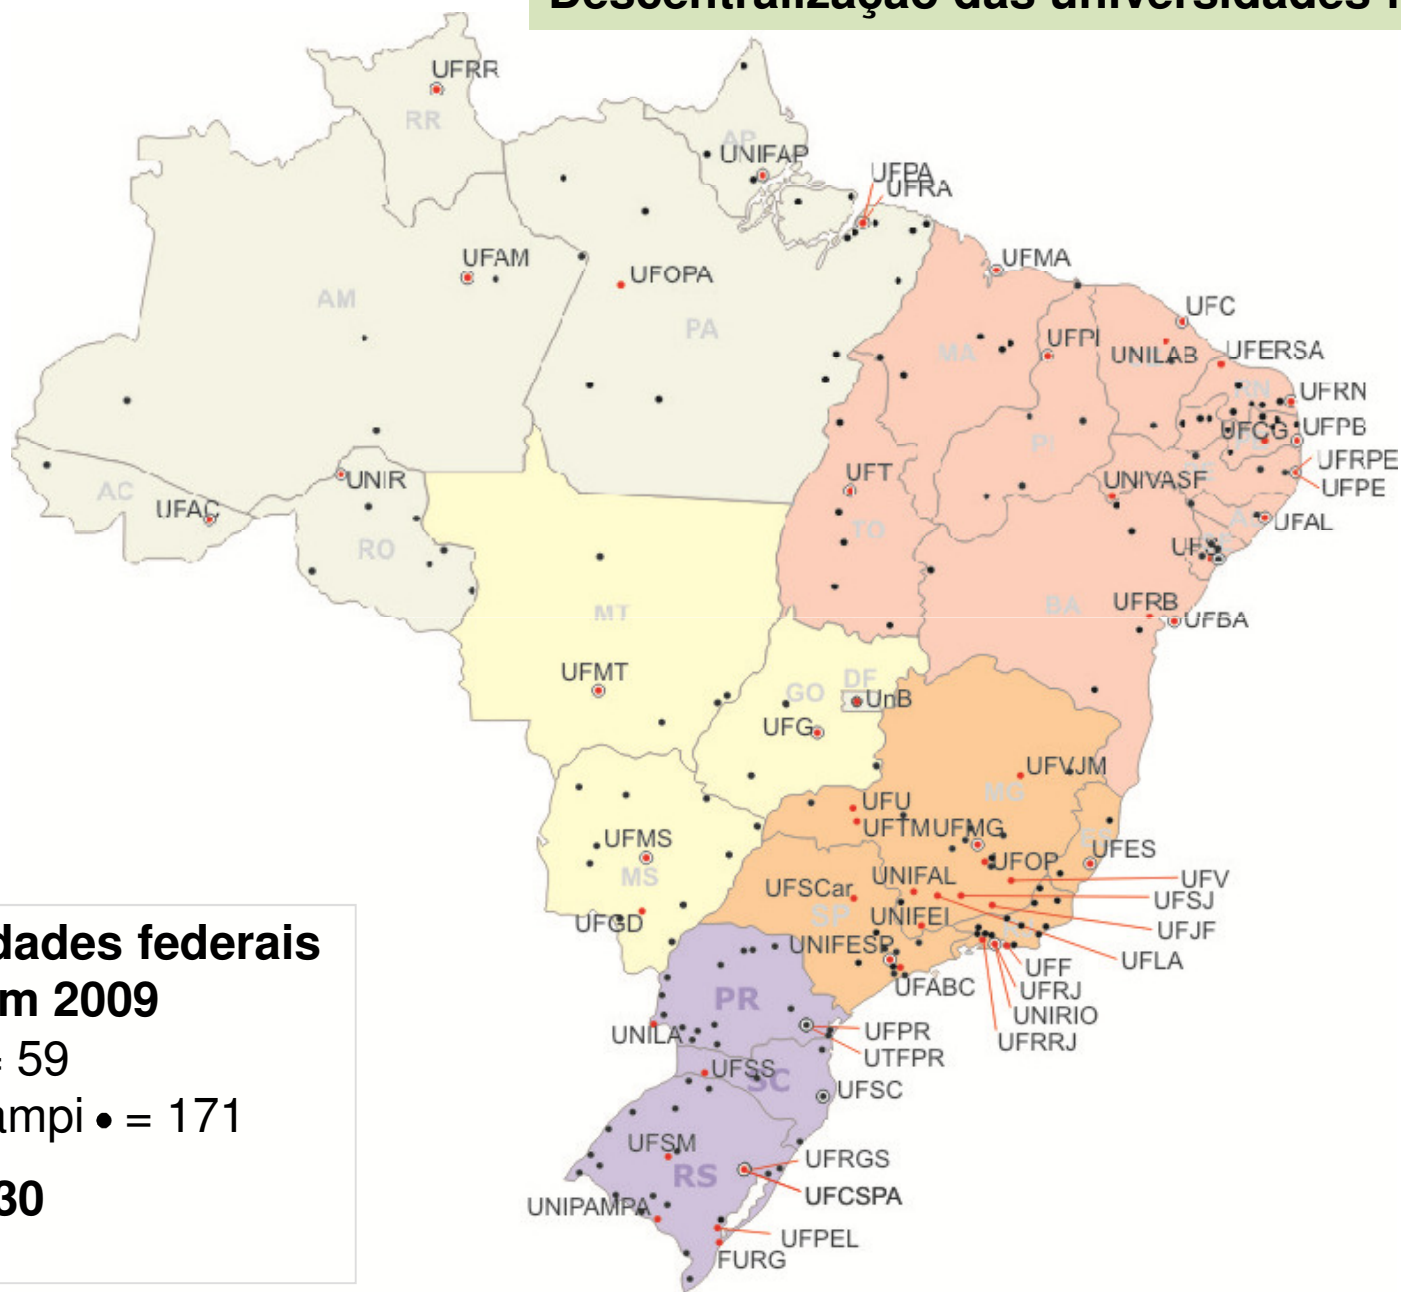 Descentralização das universidades
UFRR
RR
AP
UNIFAP
UFPA
UFRA
UFAM
UFOPA
UFMA
AM
PA
UFC
MA
UFPI
UNILAB
UFERSA
RN
UFRN
UFCG
UFPB
PI
UFRPE
UFPE
UFT
UNIVASF
AC
UFAC
UNIR
RO
TO
UFAL
UFS
MT
BA
UFRB
UFBA
UFMT
GO
DF
UnB
UFG
UFVJM
MG
UFU
UFTM
UFMG
ES
UFES
UFMS
MS
UFOP
UNIFAL
UFV
UFSCar
UFSJ
SP
UNIFEI
UFGD
UFJF
UNIFESP
UFLA
UFF
UFABC
UFRJ
UNIRIO
UFRRJ
PR
UNILA
UFPR
UTFPR
UFSS
SC
UFSC
UFSM
RS
UFRGS
UFCSPA
UNIPAMPA
UFPEL
FURG
dades federais
m 2009
= 59
ampi • = 171
30